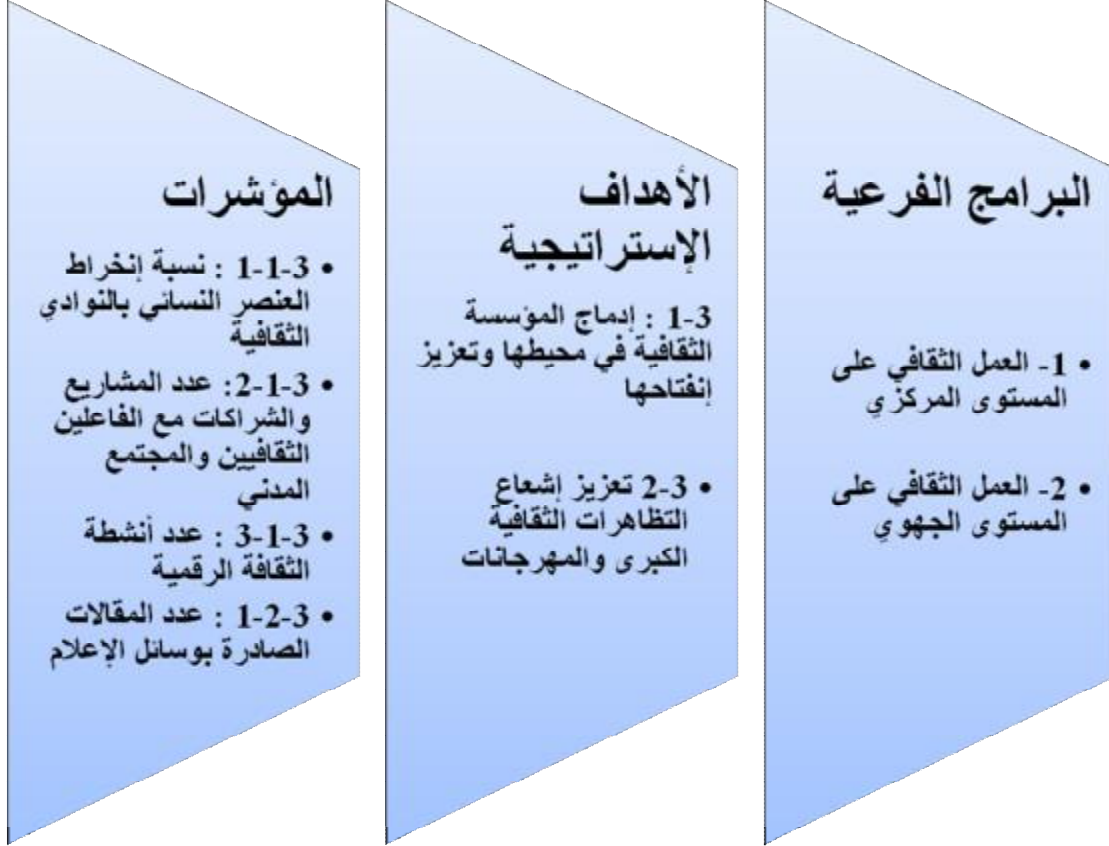 البرامج الفرعية
• 1- العمل الثقافي على
المستوى المركزي
• 2- العمل الثقافي على
المستوى الجهوي
الأهداف
الإستراتيجية
1-3 : إدماج المؤسسة
الثقافية في محيطها وتعزيز
إنفتاحها
• 2-3 تعزيز إشعاع
التظاهرات الثقافية
الكبرى والمهرجانات
المؤشرات
• 1-1-3 : نسبة إنخراط
العنصر النسائي بالنوادي
الثقافية
• 2-1-3: عدد المشاريع
والشراكات مع الفاعلين
الثقافيين والمجتمع
المدني
• 3-1-3 : عدد أنشطة
الثقافة الرقمية
• 1-2-3 : عدد المقالات
الصادرة بوسائل الإعلام